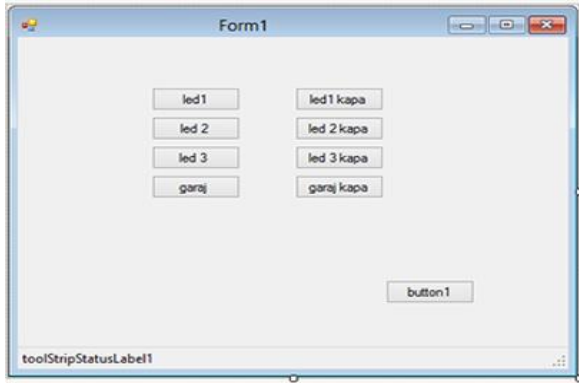 Form1
led1 led1 kapa
led 2 led 2 kapa
led 3 led 3 kapa
garaj garaj kapa
button1
toolStripStatusLabel1